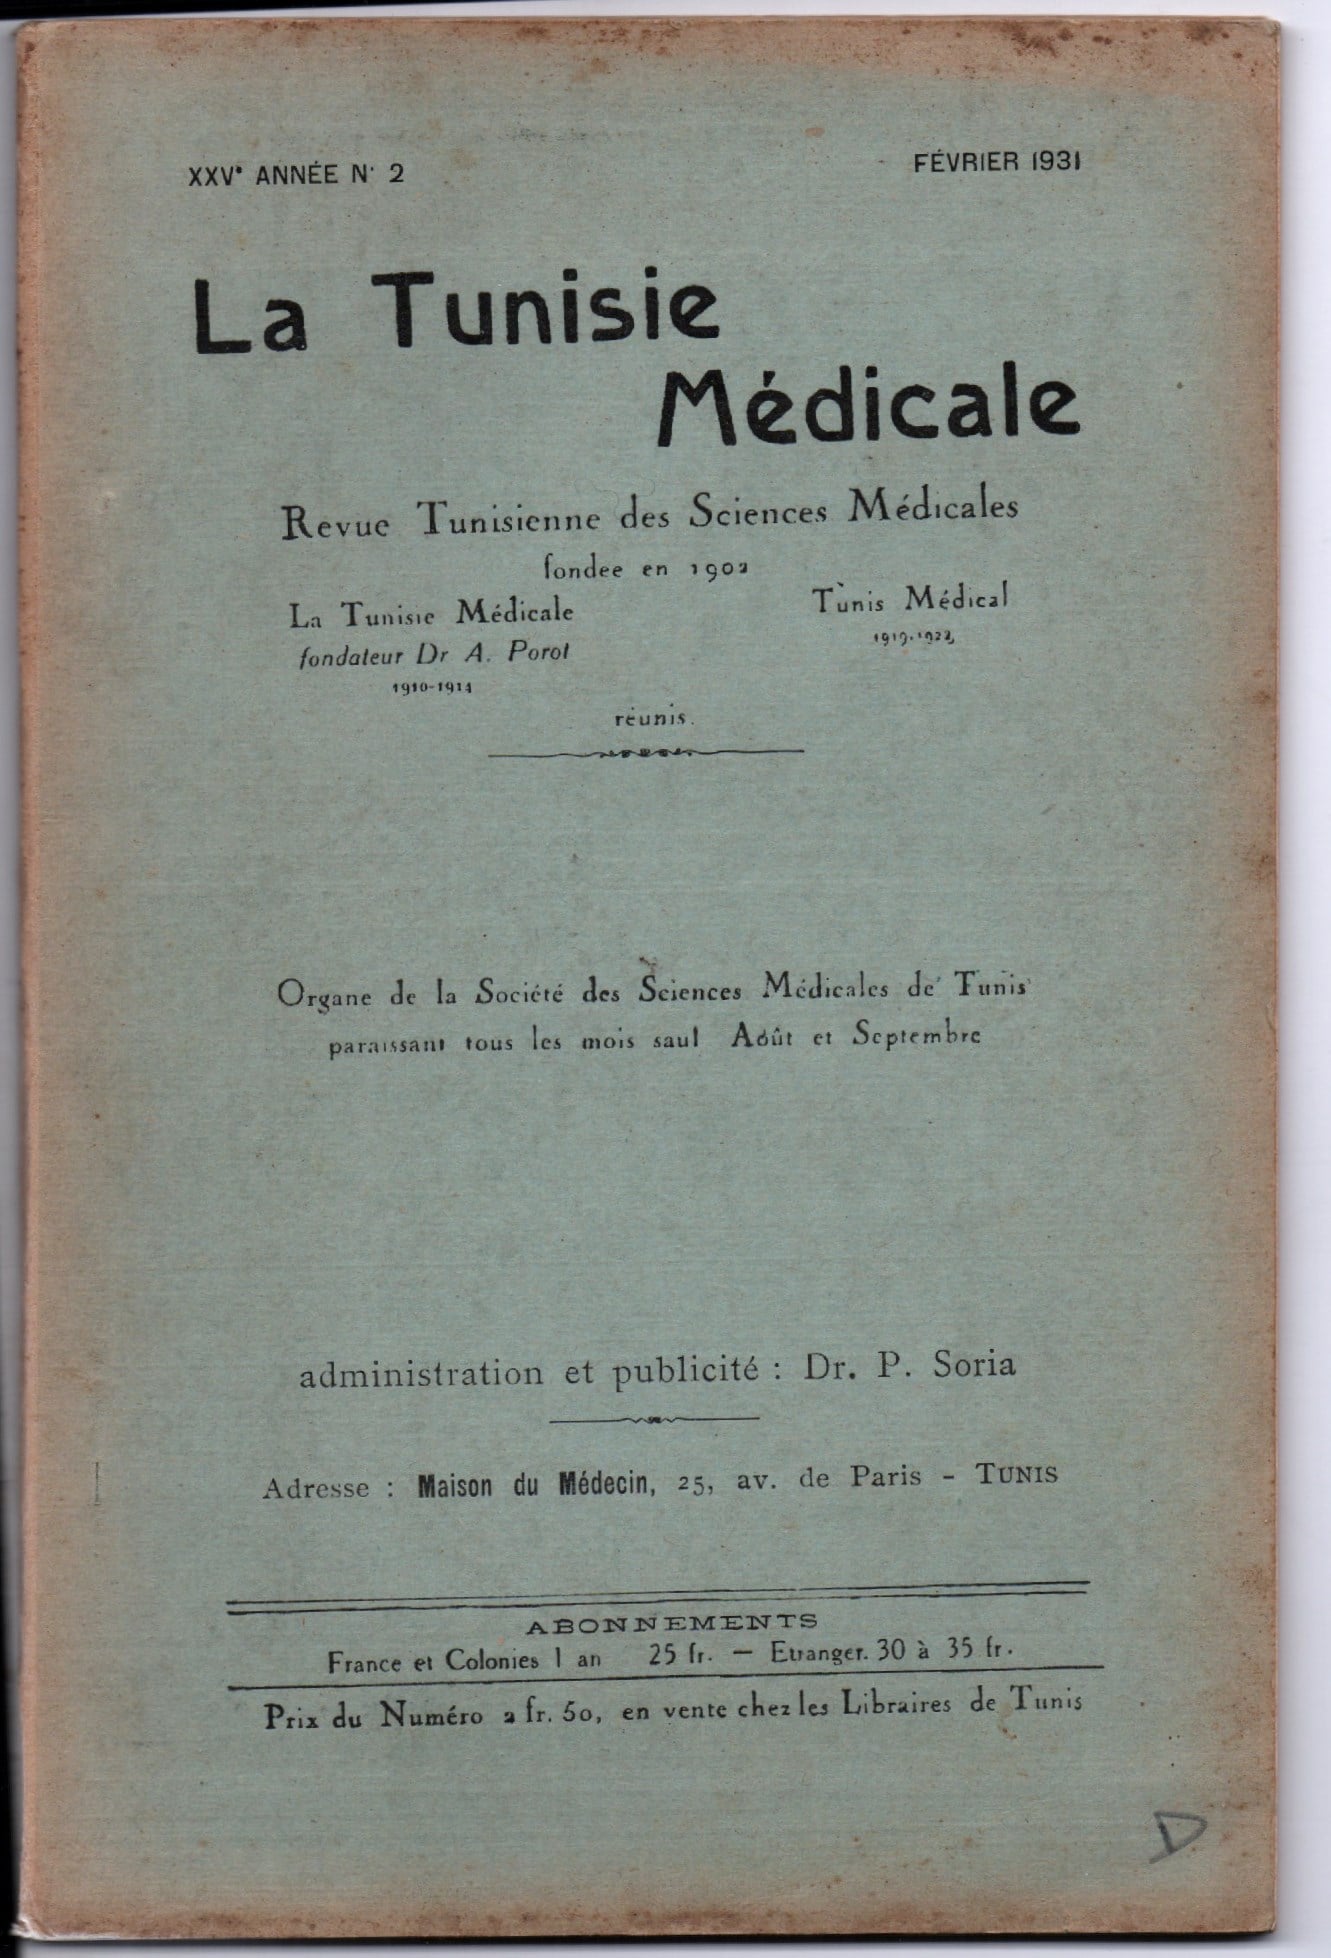 XXVe ANNÉE N° 2
FÉVRIER 1931
La Tunisie
Médicale
Revue Tunisienne des Sciences Médicales
fondee en 1902
La Tunisie Médicale
fondateur Dr A. Porot
1910-1914
Tunis Médical
1919-1922
réunis.
Organe de la Société des Sciences Médicales de Tunis
paraissant tous les mois sauf Août et Septembre
administration et publicité : Dr. P. Soria
Adresse : Maison du Médecin, 25, av. de Paris - TUNIS
ABONNEMENTS
France et Colonies 1 an 25 fr. — Etranger. 30 à 35 fr.
Prix du Numéro 2 fr. 50, en vente chez les Libraires de Tunis
D